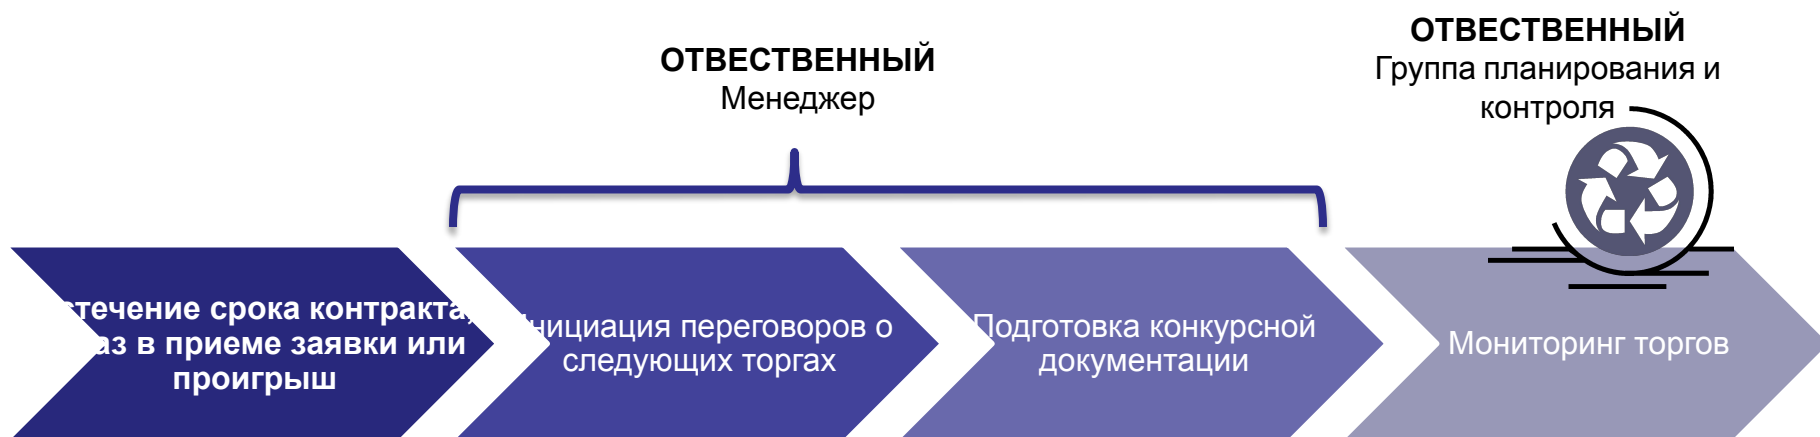 ОТВЕСТВЕННЫЙ
Менеджер
ОТВЕСТВЕННЫЙ
Группа планирования и
контроля
стечение срока контракта,
аз в приеме заявки или
проигрыш
нициация переговоров о
следующих торгах
Подготовка конкурсной
документации
Мониторинг торгов